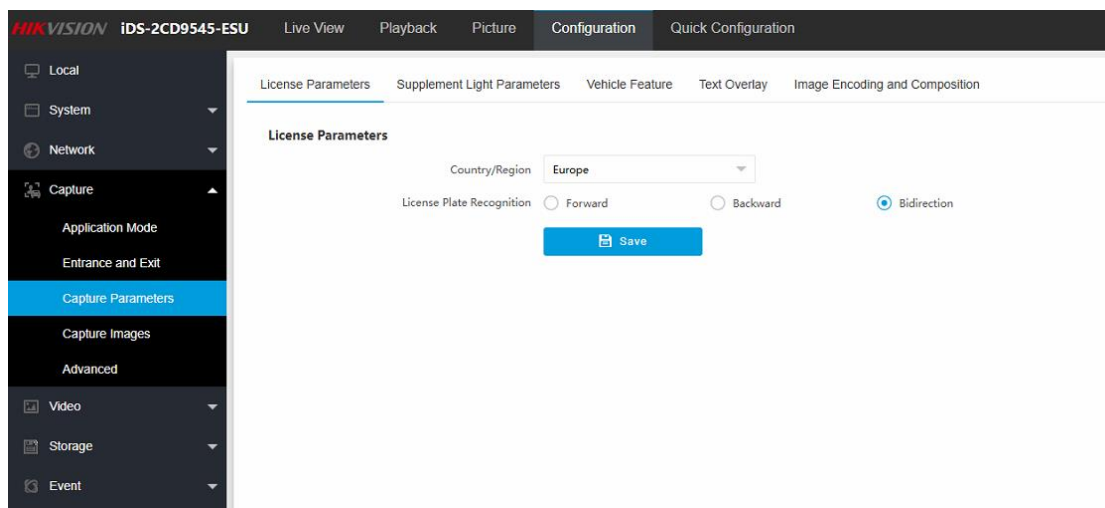 HIKVISION iDS-2CD9545-ESU Live View Playback Picture Configuration Quick Configuration
Local
System
Network
Capture
Application Mode
Entrance and Exit
Capture Parameters
Capture Images
Advanced
Video
Storage
Event
License Parameters Supplement Light Parameters Vehicle Feature Text Overlay Image Encoding and Composition
License Parameters
Country/Region Europe
License Plate Recognition Forward Backward Bidirection
Save